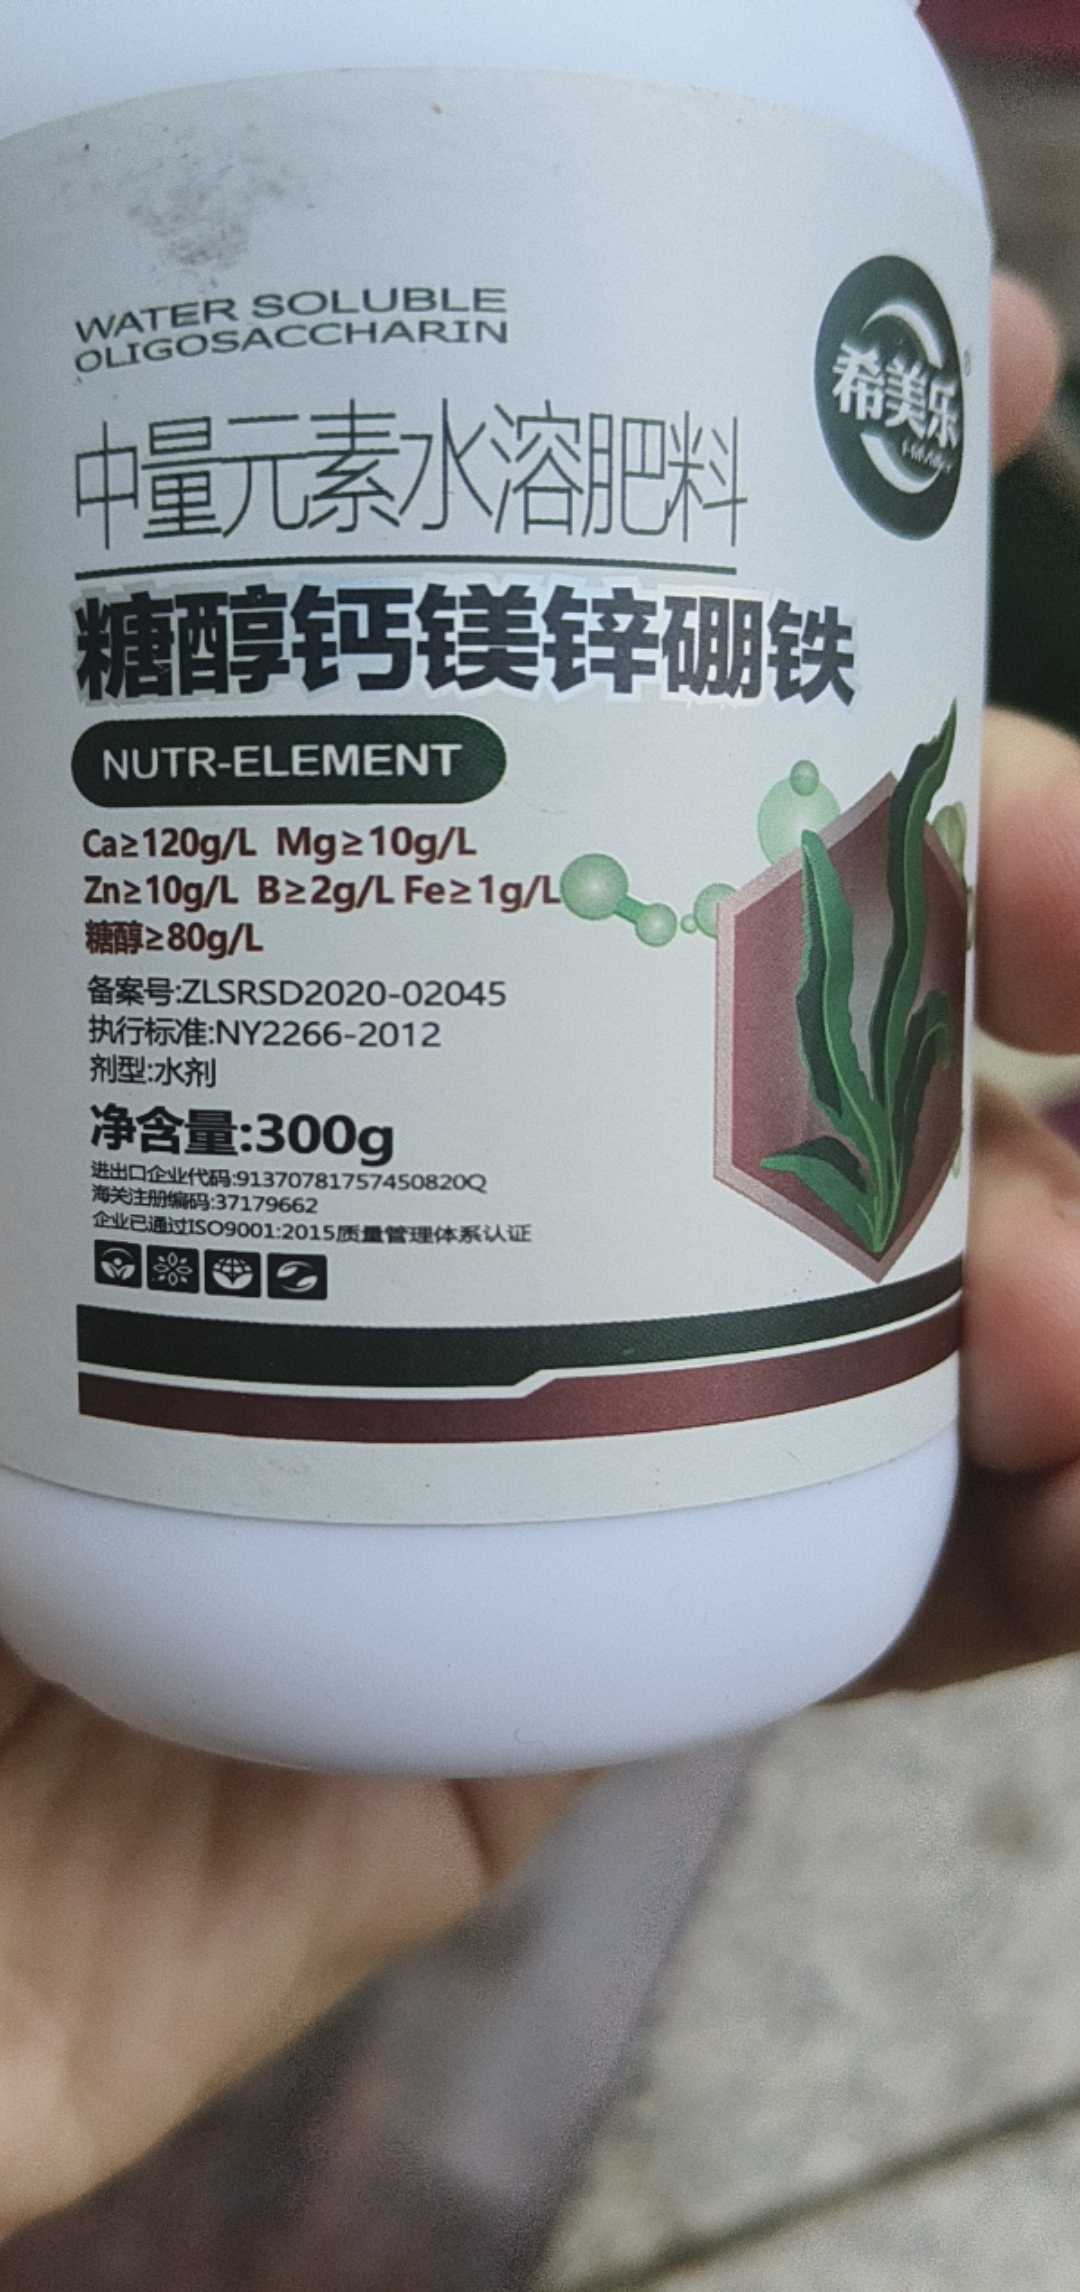 WATER SOLUBLE
OLIGOSACCHARIN
希美乐
中量元素水溶肥料
糖醇钙镁锌硼铁
NUTR-ELEMENT
Ca≥120g/L Mg≥10g/L
Zn≥10g/L B≥2g/L Fe≥1g/L
糖醇≥80g/L
备案号:ZLSRSD2020-02045
执行标准:NY2266-2012
剂型:水剂
净含量:300g
进出口企业代码:91370781757450820Q
海关注册编码:37179662
企业已通过ISO9001:2015质量管理体系认证